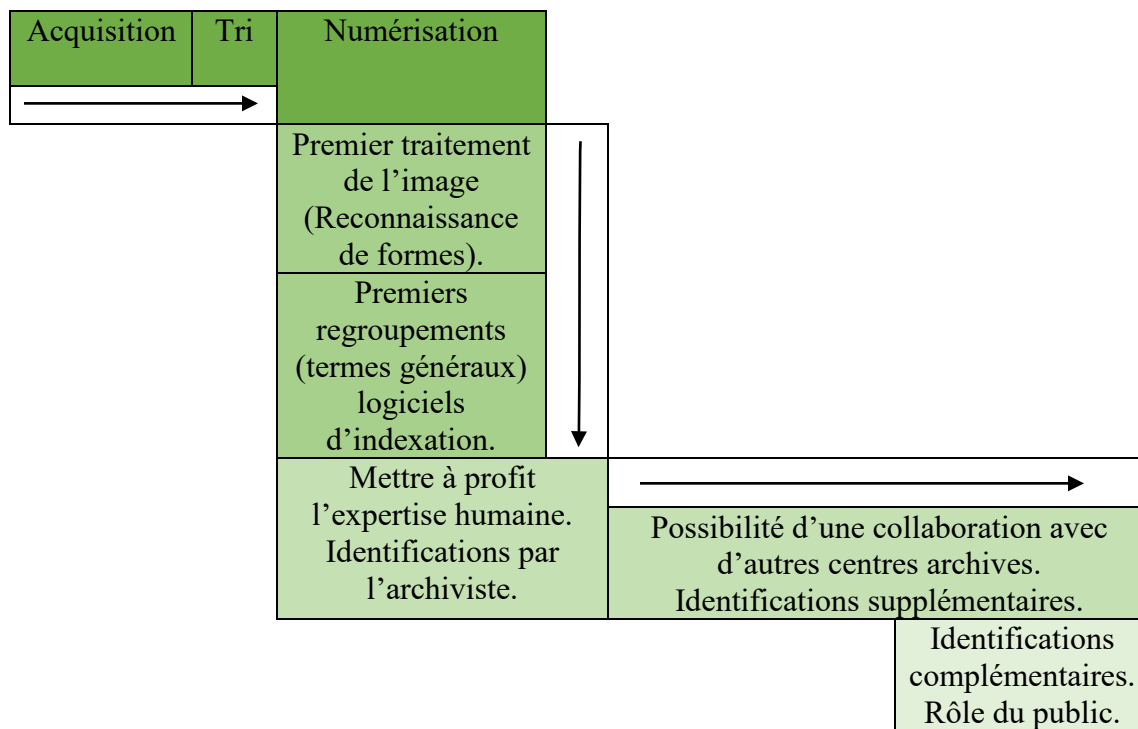 Acquisition
Tri
Numérisation
Premier traitement
de l’image
(Reconnaissance
de formes).
Premiers
regroupements
(termes généraux)
logiciels
d’indexation.
Mettre à profit
l’expertise humaine.
Identifications par
l’archiviste.
Possibilité d’une collaboration avec
d’autres centres archives.
Identifications supplémentaires.
Identifications
complémentaires.
Rôle du public.